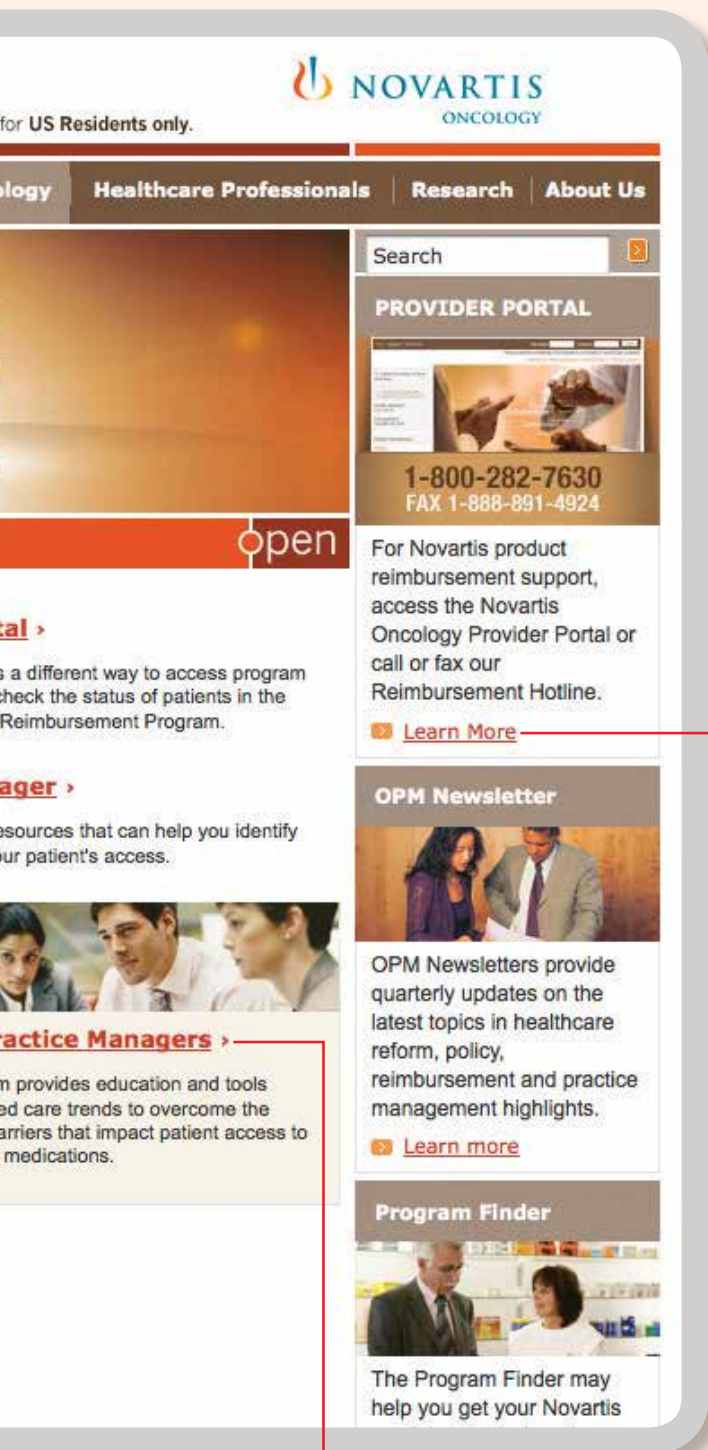 NOVARTIS
ONCOLOGY
for US Residents only.
ology Healthcare Professionals Research About Us
Search
PROVIDER PORTAL
1-800-282-7630
FAX 1-888-891-4924
For Novartis product
reimbursement support,
access the Novartis
Oncology Provider Portal or
call or fax our
Reimbursement Hotline.
Learn More
open
tal ›
s a different way to access program
check the status of patients in the
Reimbursement Program.
ager ›
esources that can help you identify
our patient's access.
ractice Managers ›
m provides education and tools
ed care trends to overcome the
arriers that impact patient access to
medications.
OPM Newsletter
OPM Newsletters provide
quarterly updates on the
latest topics in healthcare
reform, policy,
reimbursement and practice
management highlights.
Learn more
Program Finder
The Program Finder may
help you get your Novartis